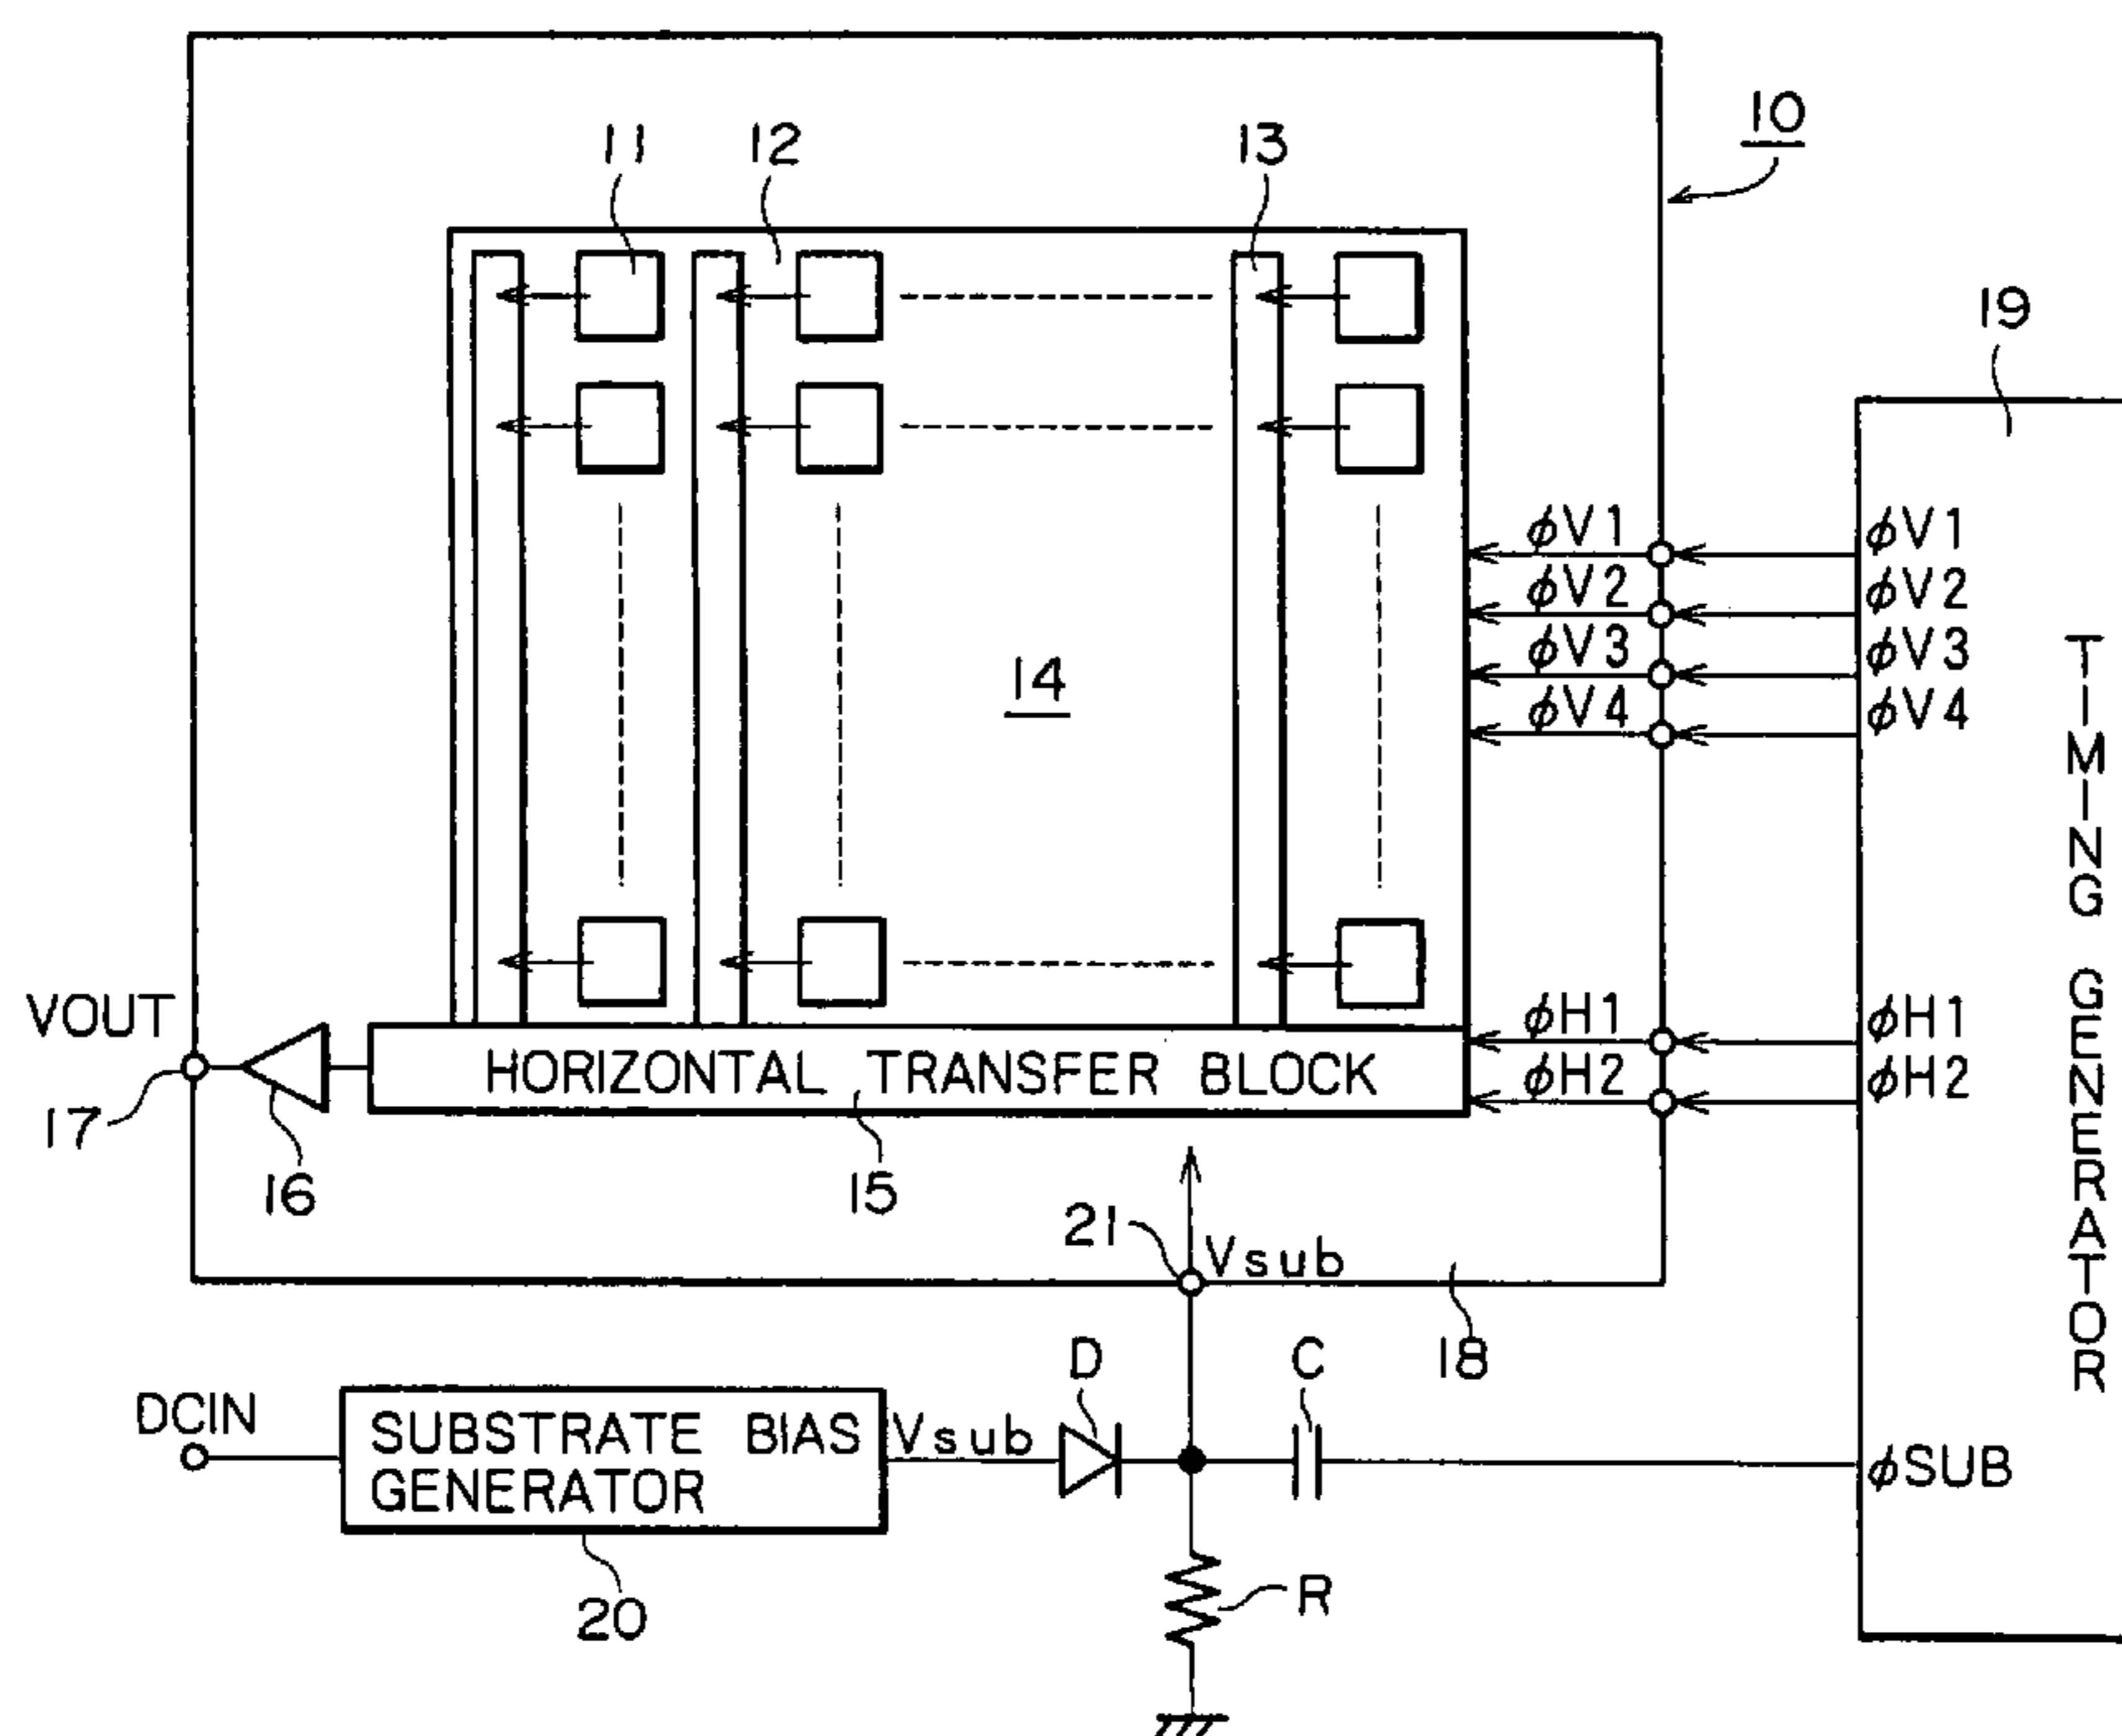 10
11 12 13
19
φV1 φV1
φV2 φV2
φV3 φV3
φV4 φV4
14
TIMING GENERATOR
VOUT
φH1 φH1
φH2 φH2
HORIZONTAL TRANSFER BLOCK
17
16
15
21
Vsub
18
D
C
DCIN
SUBSTRATE BIAS
GENERATOR
Vsub
φSUB
R
20